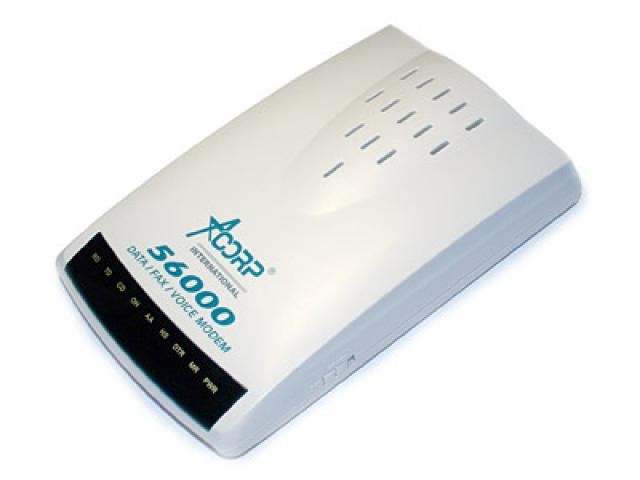 ACORP ®
INTERNATIONAL
56000
DATA / FAX / VOICE MODEM
RD TD CD OH AA HS DTR MR PWR